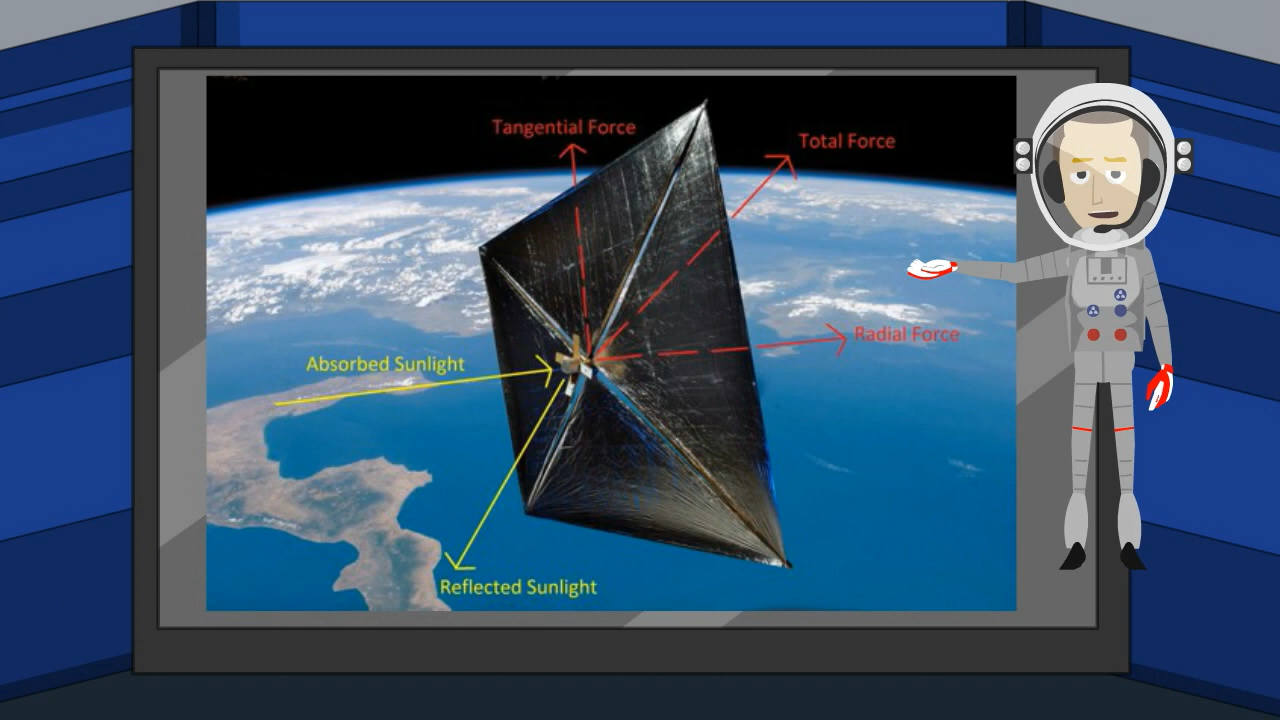 Tangential Force
Total Force
Radial Force
Absorbed Sunlight
Reflected Sunlight